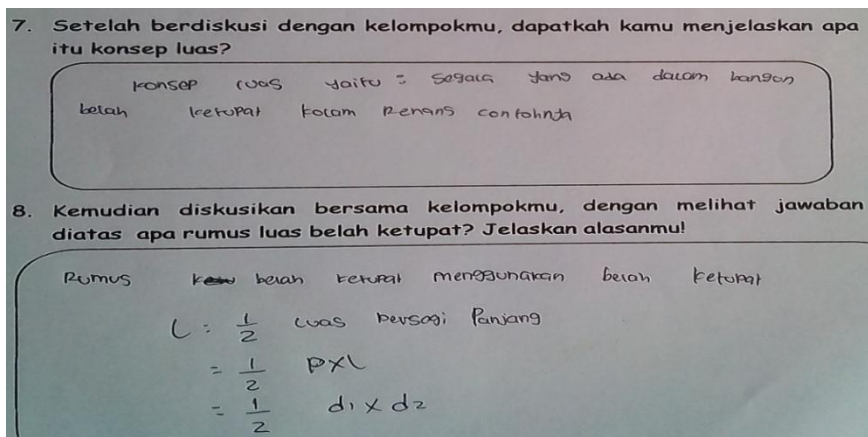 7. Setelah berdiskusi dengan kelompokmu, dapatkah kamu menjelaskan apa
itu konsep luas?
konsep luas yaitu = segala yang ada dalam bangun
belah ketupat kolam renang contohnya
8. Kemudian diskusikan bersama kelompokmu, dengan melihat jawaban
diatas apa rumus luas belah ketupat? Jelaskan alasanmu!
Rumus belah ketupat menggunakan belah ketupat
L = 1/2 luas persegi Panjang
= 1/2 p×l
= 1/2 d1 × d2